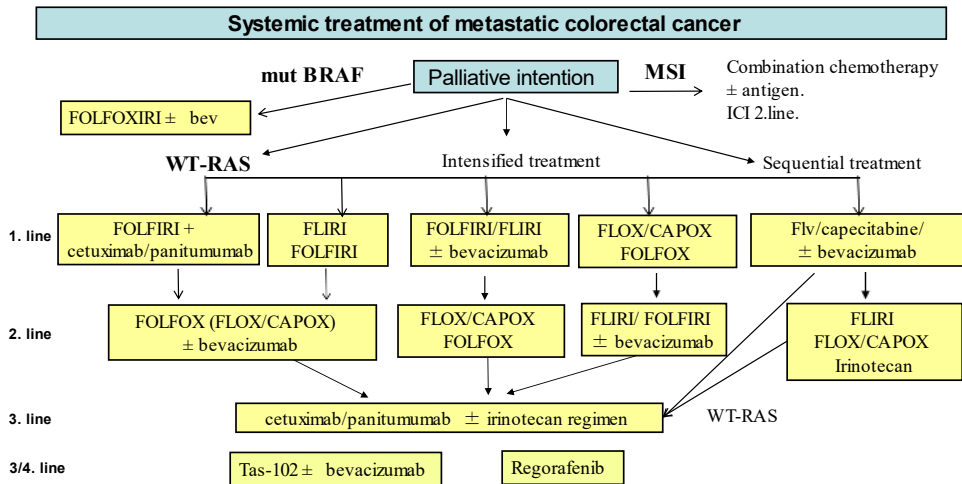 Systemic treatment of metastatic colorectal cancer
mut BRAF
Palliative intention
MSI
Combination chemotherapy
± antigen.
ICI 2.line.
FOLFOXIRI ± bev
WT-RAS
Intensified treatment
Sequential treatment
1. line
FOLFIRI +
cetuximab/panitumumab
FLIRI
FOLFIRI
FOLFIRI/FLIRI
± bevacizumab
FLOX/CAPOX
FOLFOX
Flv/capecitabine/
± bevacizumab
2. line
FOLFOX (FLOX/CAPOX)
± bevacizumab
FLOX/CAPOX
FOLFOX
FLIRI/ FOLFIRI
± bevacizumab
FLIRI
FLOX/CAPOX
Irinotecan
3. line
cetuximab/panitumumab ± irinotecan regimen
WT-RAS
3/4. line
Tas-102 ± bevacizumab
Regorafenib